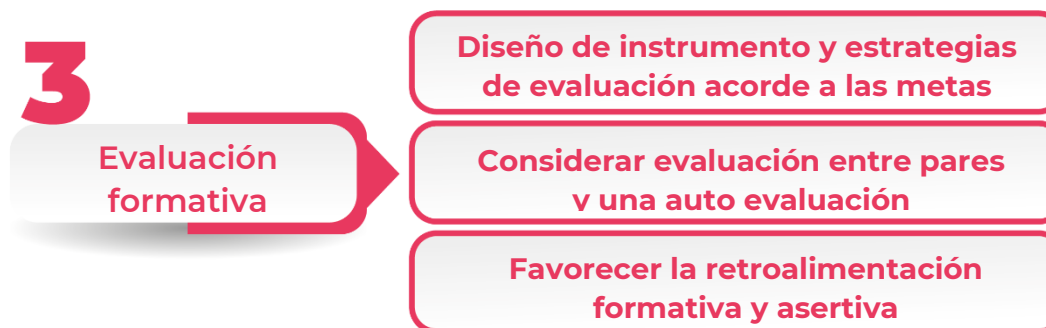 3
Evaluación
formativa
Diseño de instrumento y estrategias
de evaluación acorde a las metas
Considerar evaluación entre pares
y una auto evaluación
Favorecer la retroalimentación
formativa y asertiva